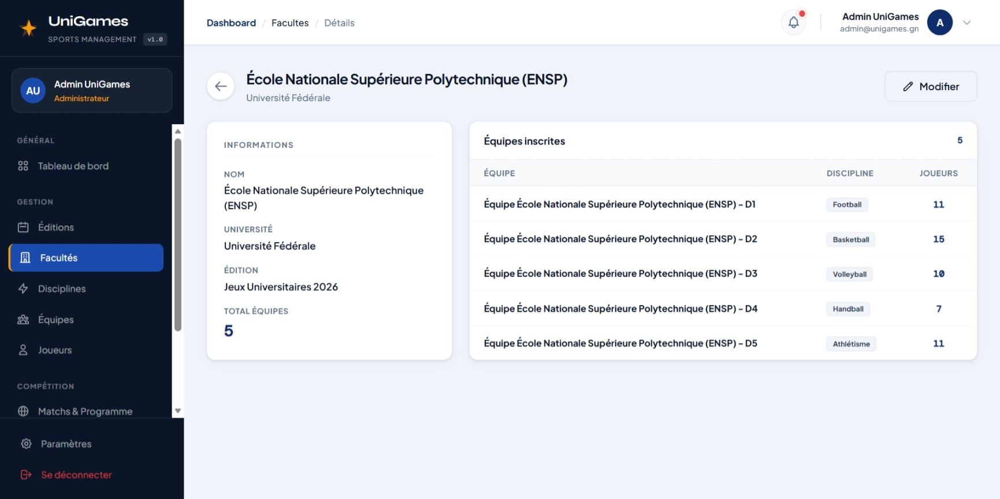 UniGames
SPORTS MANAGEMENT v1.0
Admin UniGames
AU
Administrateur
GÉNÉRAL
Tableau de bord
GESTION
Éditions
Facultés
Disciplines
Équipes
Joueurs
COMPÉTITION
Matchs & Programme
Paramètres
Se déconnecter
Dashboard / Facultes / Détails
Admin UniGames
admin@unigames.gn
A
École Nationale Supérieure Polytechnique (ENSP)
Université Fédérale
Modifier
INFORMATIONS
NOM
École Nationale Supérieure Polytechnique
(ENSP)
UNIVERSITÉ
Université Fédérale
ÉDITION
Jeux Universitaires 2026
TOTAL ÉQUIPES
5
Équipes inscrites 5
ÉQUIPE DISCIPLINE JOUEURS
Équipe École Nationale Supérieure Polytechnique (ENSP) - D1 Football 11
Équipe École Nationale Supérieure Polytechnique (ENSP) - D2 Basketball 15
Équipe École Nationale Supérieure Polytechnique (ENSP) - D3 Volleyball 10
Équipe École Nationale Supérieure Polytechnique (ENSP) - D4 Handball 7
Équipe École Nationale Supérieure Polytechnique (ENSP) - D5 Athlétisme 11